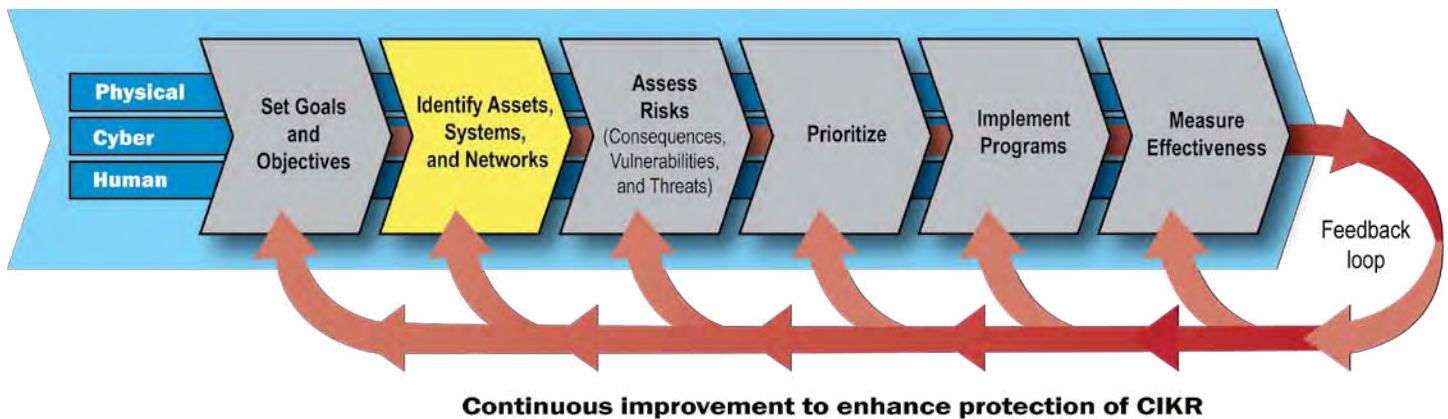 Physical
Cyber
Human
Set Goals
and
Objectives
Identify Assets,
Systems,
and Networks
Assess
Risks
(Consequences,
Vulnerabilities,
and Threats)
Prioritize
Implement
Programs
Measure
Effectiveness
Feedback
loop
Continuous improvement to enhance protection of CIKR